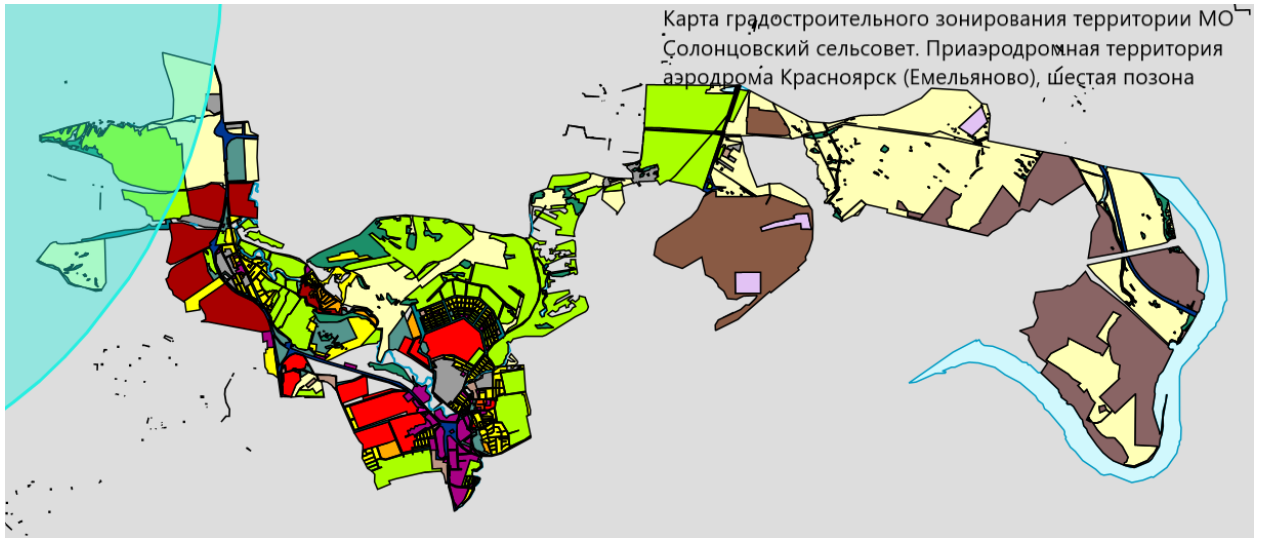 Карта градостроительного зонирования территории МО
Солонцовский сельсовет. Приаэродромная территория
аэродрома Красноярск (Емельяново), шестая позона